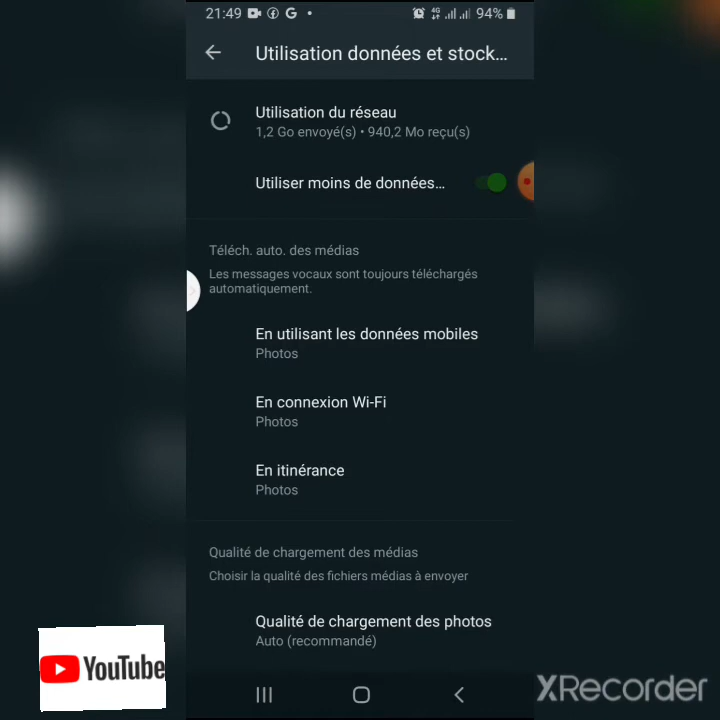 21:49 G 4G 94%
Utilisation données et stock...
Utilisation du réseau
1,2 Go envoyé(s) • 940,2 Mo reçu(s)
Utiliser moins de données...
Téléch. auto. des médias
Les messages vocaux sont toujours téléchargés
automatiquement.
En utilisant les données mobiles
Photos
En connexion Wi-Fi
Photos
En itinérance
Photos
Qualité de chargement des médias
Choisir la qualité des fichiers médias à envoyer
Qualité de chargement des photos
Auto (recommandé)
YouTube
XRecorder